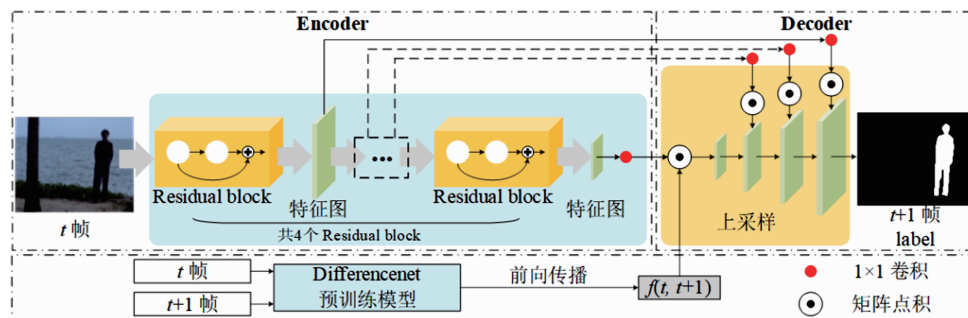 Encoder
Decoder
Residual block
特征图
...
Residual block
特征图
共4个 Residual block
t 帧
上采样
t+1 帧
label
t 帧
t+1 帧
Differencenet
预训练模型
前向传播
f(t, t+1)
1×1 卷积
矩阵点积